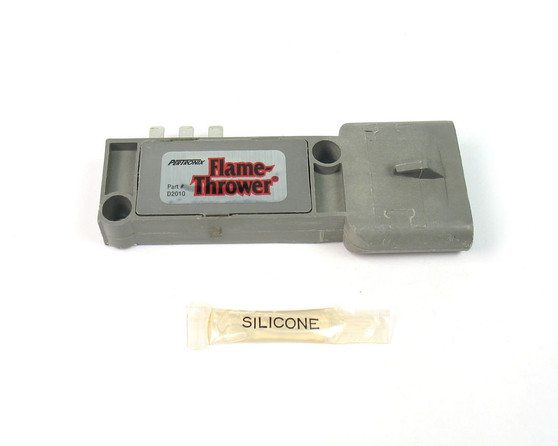 PERTRONIX
Flame-
Thrower®
Part #:
D2010
SILICONE